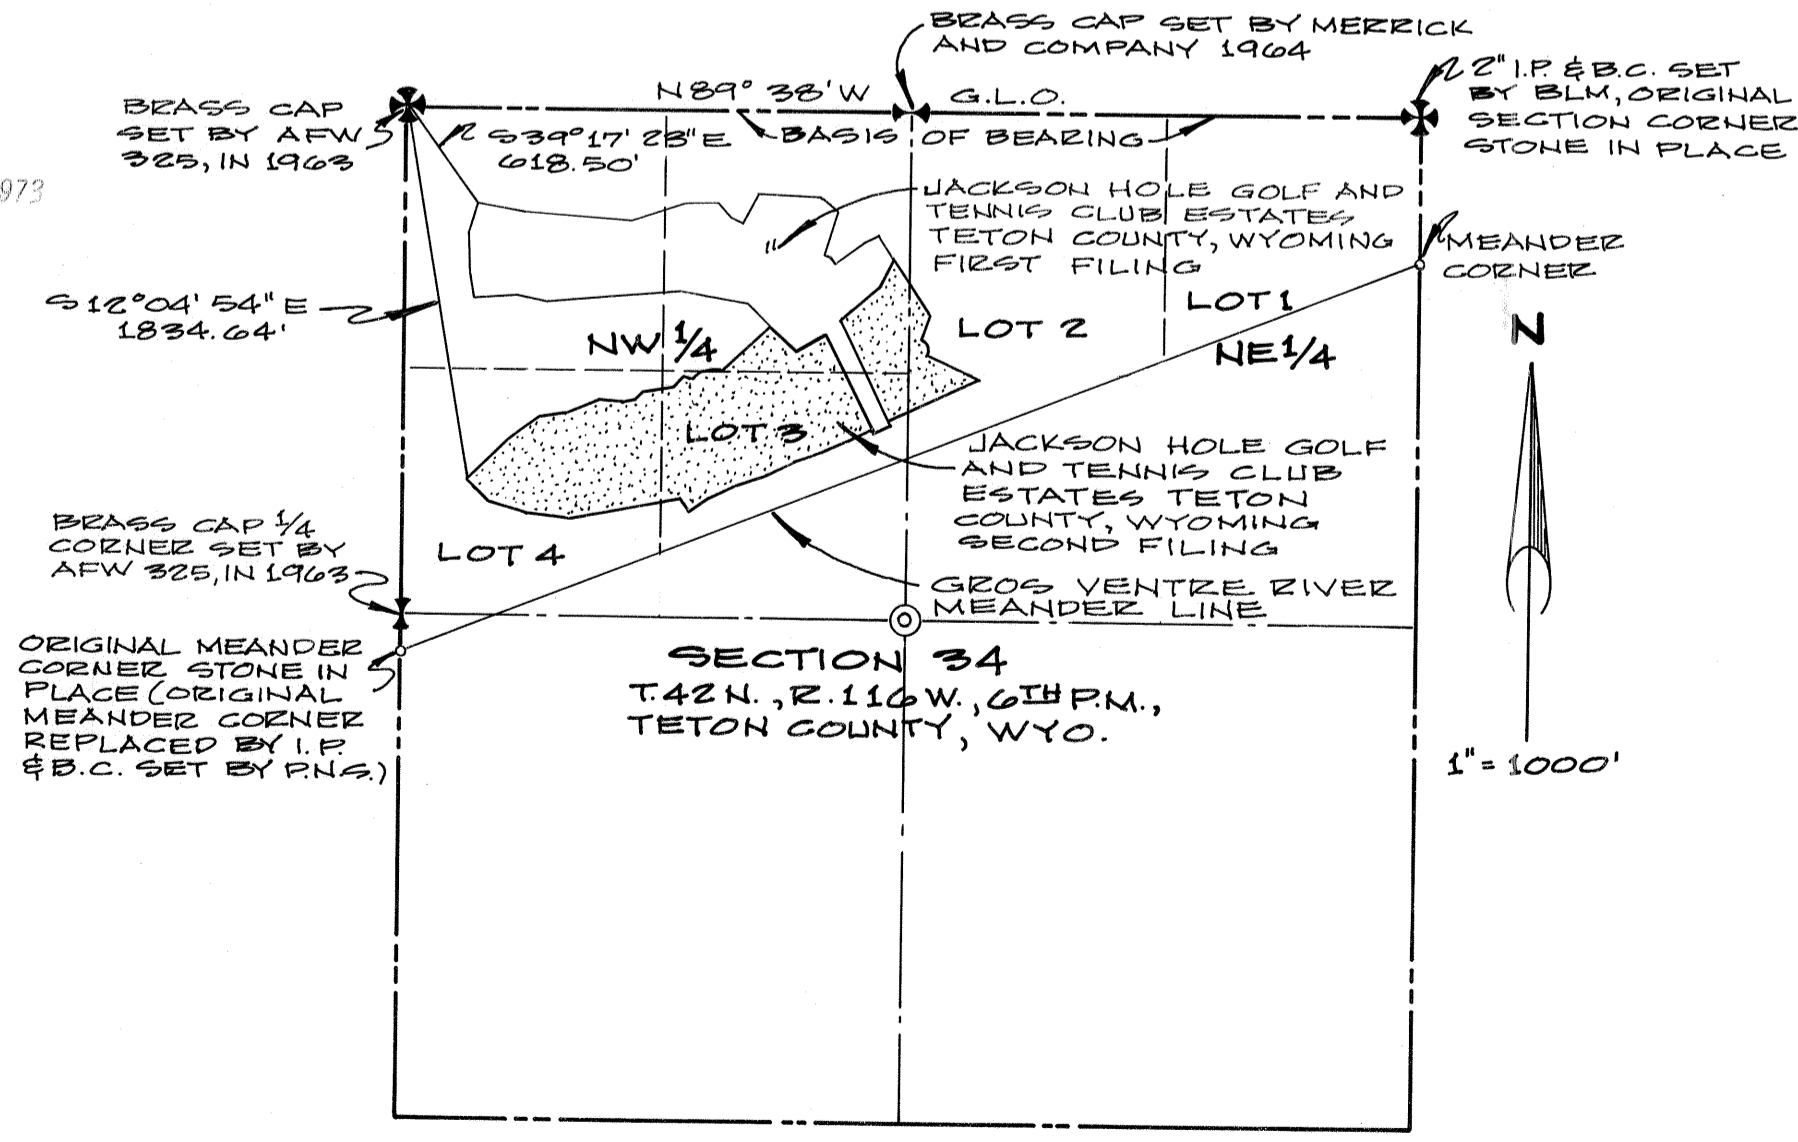 BRASS CAP SET BY MERRICK
AND COMPANY 1964
2" I.P. & B.C. SET
BY BLM, ORIGINAL
SECTION CORNER
STONE IN PLACE
N 89° 38' W G.L.O.
BRASS CAP
SET BY AFW
325, IN 1963
S 39° 17' 23" E
618.50'
BASIS OF BEARING
973
JACKSON HOLE GOLF AND
TENNIS CLUB ESTATES
TETON COUNTY, WYOMING
FIRST FILING
MEANDER
CORNER
S 12° 04' 54" E
1834.64'
LOT 1
LOT 2
NW 1/4
NE 1/4
N
LOT 3
JACKSON HOLE GOLF
AND TENNIS CLUB
ESTATES TETON
COUNTY, WYOMING
SECOND FILING
BRASS CAP 1/4
CORNER SET BY
AFW 325, IN 1963
LOT 4
GROS VENTRE RIVER
MEANDER LINE
ORIGINAL MEANDER
CORNER STONE IN
PLACE (ORIGINAL
MEANDER CORNER
REPLACED BY I.P.
& B.C. SET BY P.N.S.)
SECTION 34
T. 42 N., R. 116 W., 6TH P.M.,
TETON COUNTY, WYO.
1" = 1000'